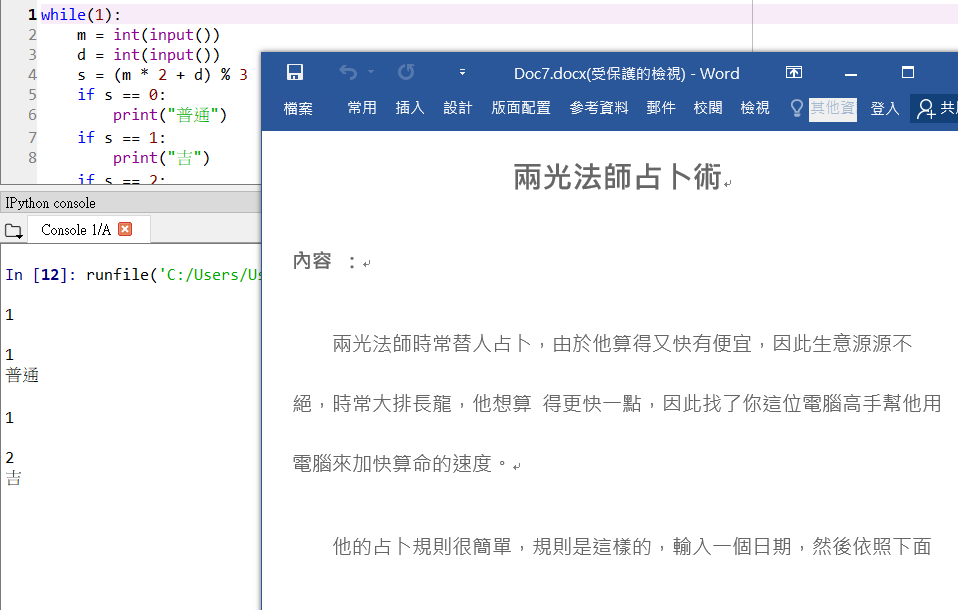 1 while(1):
2 m = int(input())
3 d = int(input())
4 s = (m * 2 + d) % 3
5 if s == 0:
6 print("普通")
7 if s == 1:
8 print("吉")
if s == 2:
IPython console
Console 1/A
In [12]: runfile('C:/Users/Us
1
1
普通
1
2
吉
Doc7.docx(受保護的檢視) - Word
檔案 常用 插入 設計 版面配置 參考資料 郵件 校閱 檢視 其他資 登入 共
兩光法師占卜術
內容 :
兩光法師時常替人占卜,由於他算得又快有便宜,因此生意源源不
絕,時常大排長龍,他想算 得更快一點,因此找了你這位電腦高手幫他用
電腦來加快算命的速度。
他的占卜規則很簡單,規則是這樣的,輸入一個日期,然後依照下面